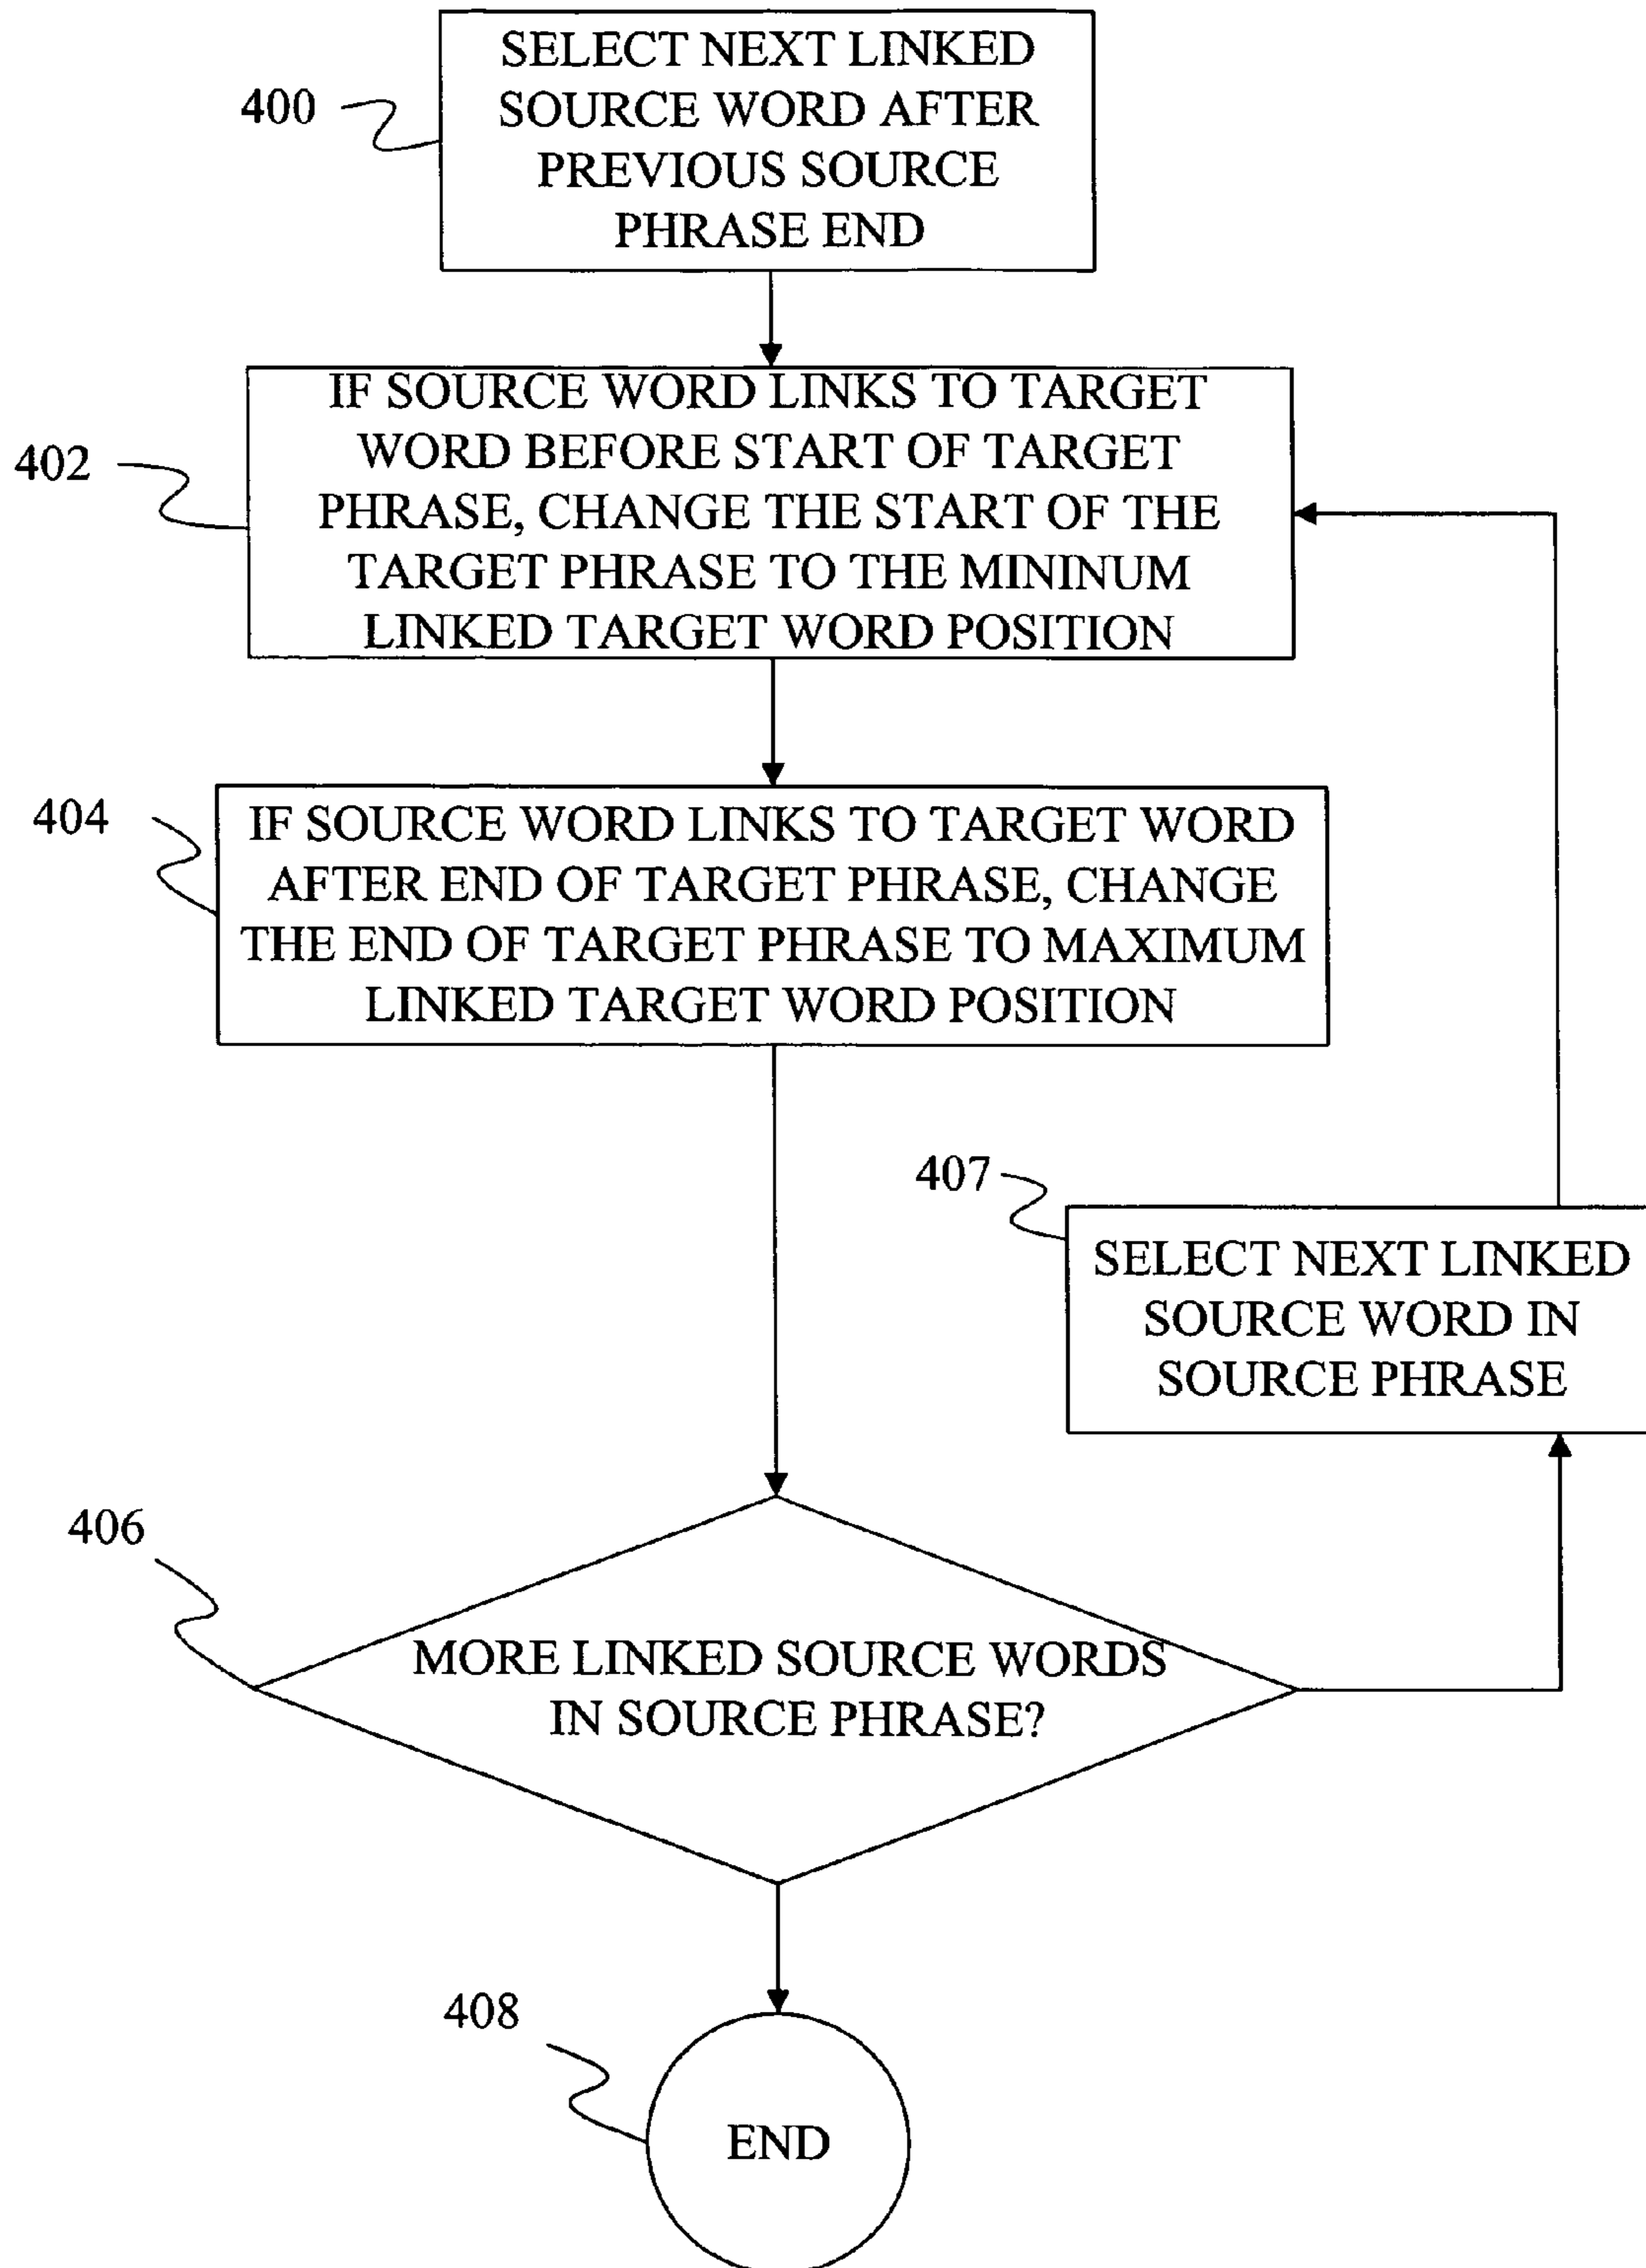 400
SELECT NEXT LINKED
SOURCE WORD AFTER
PREVIOUS SOURCE
PHRASE END
402
IF SOURCE WORD LINKS TO TARGET
WORD BEFORE START OF TARGET
PHRASE, CHANGE THE START OF THE
TARGET PHRASE TO THE MININUM
LINKED TARGET WORD POSITION
404
IF SOURCE WORD LINKS TO TARGET WORD
AFTER END OF TARGET PHRASE, CHANGE
THE END OF TARGET PHRASE TO MAXIMUM
LINKED TARGET WORD POSITION
407
SELECT NEXT LINKED
SOURCE WORD IN
SOURCE PHRASE
406
MORE LINKED SOURCE WORDS
IN SOURCE PHRASE?
408
END